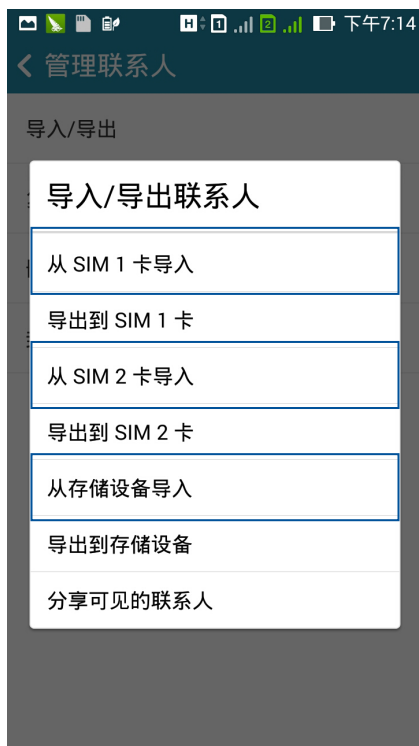 H 1 2 下午7:14
管理联系人
导入/导出
导入/导出联系人
从 SIM 1 卡导入
导出到 SIM 1 卡
从 SIM 2 卡导入
导出到 SIM 2 卡
从存储设备导入
导出到存储设备
分享可见的联系人